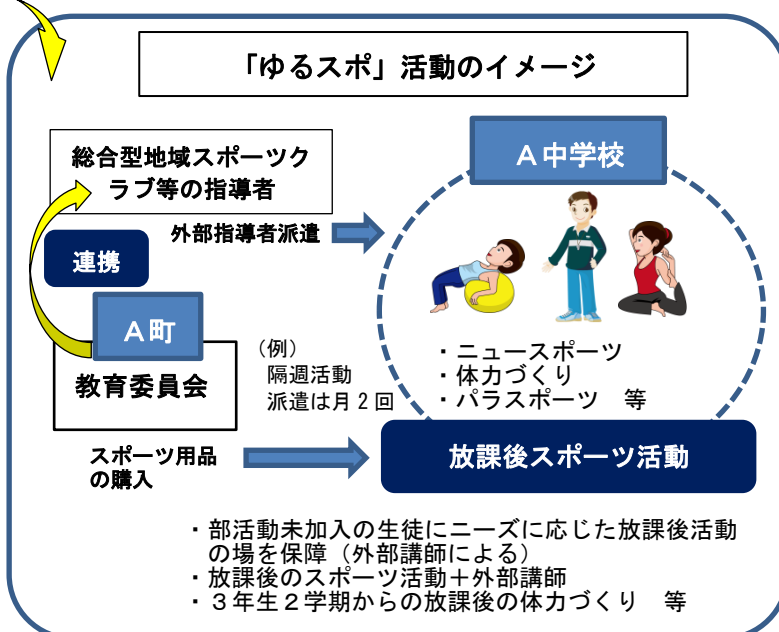 「ゆるスポ」活動のイメージ
総合型地域スポーツク
ラブ等の指導者
A中学校
外部指導者派遣
連携
A町
教育委員会
(例)
隔週活動
派遣は月2回
・ニュースポーツ
・体力づくり
・パラスポーツ 等
スポーツ用品
の購入
放課後スポーツ活動
・部活動未加入の生徒にニーズに応じた放課後活動
の場を保障(外部講師による)
・放課後のスポーツ活動+外部講師
・3年生2学期からの放課後の体力づくり 等